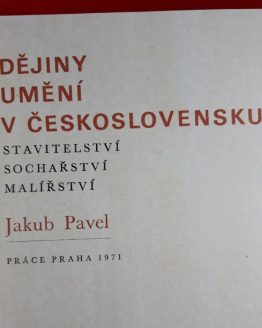 DĚJINY
UMĚNÍ
V ČESKOSLOVENSKU
STAVITELSTVÍ
SOCHAŘSTVÍ
MALÍŘSTVÍ
Jakub Pavel
PRÁCE PRAHA 1971